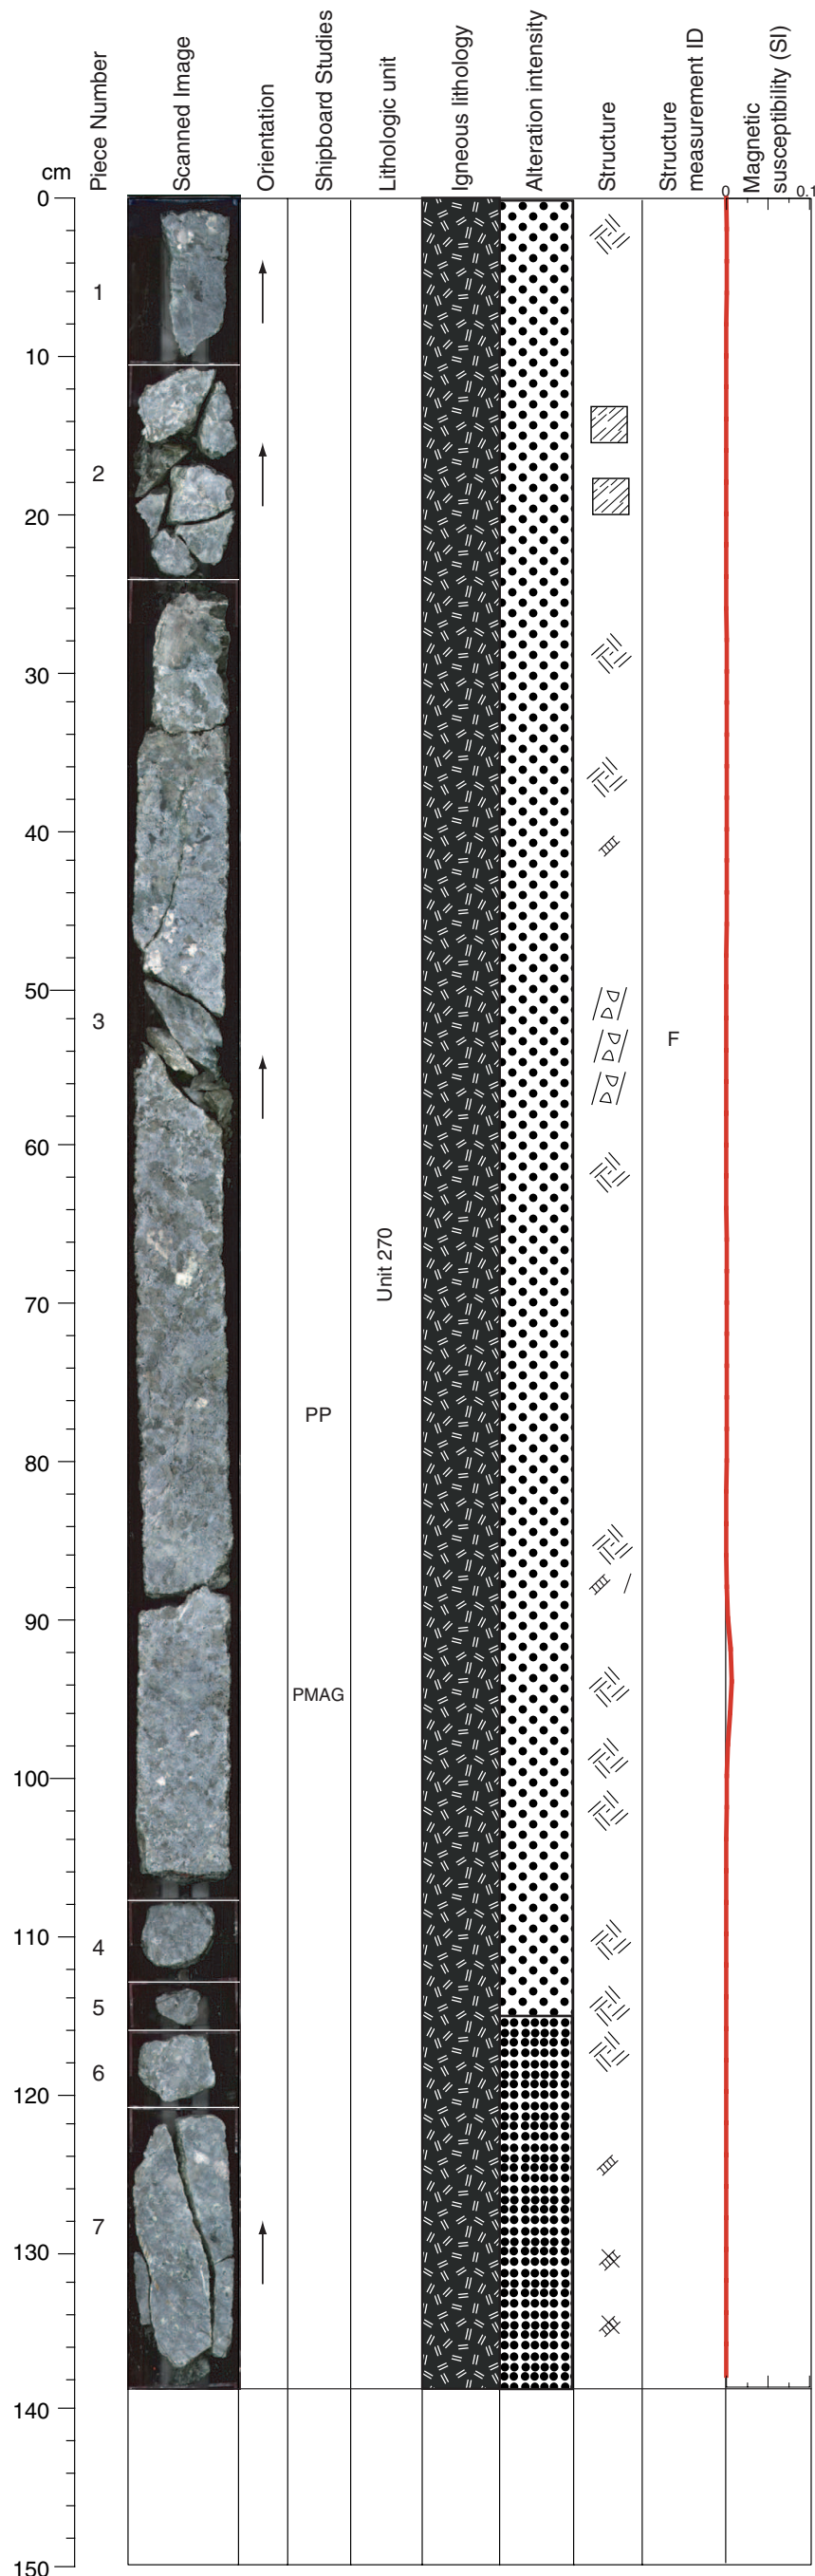 cm
Piece Number
Scanned Image
Orientation
Shipboard Studies
Lithologic unit
Igneous lithology
Alteration intensity
Structure
Structure
measurement ID
Magnetic
susceptibility (SI)
0
0.1
0
1
10
2
20
30
40
50
3
F
60
Unit 270
70
PP
80
90
PMAG
100
110
4
5
6
120
7
130
140
150